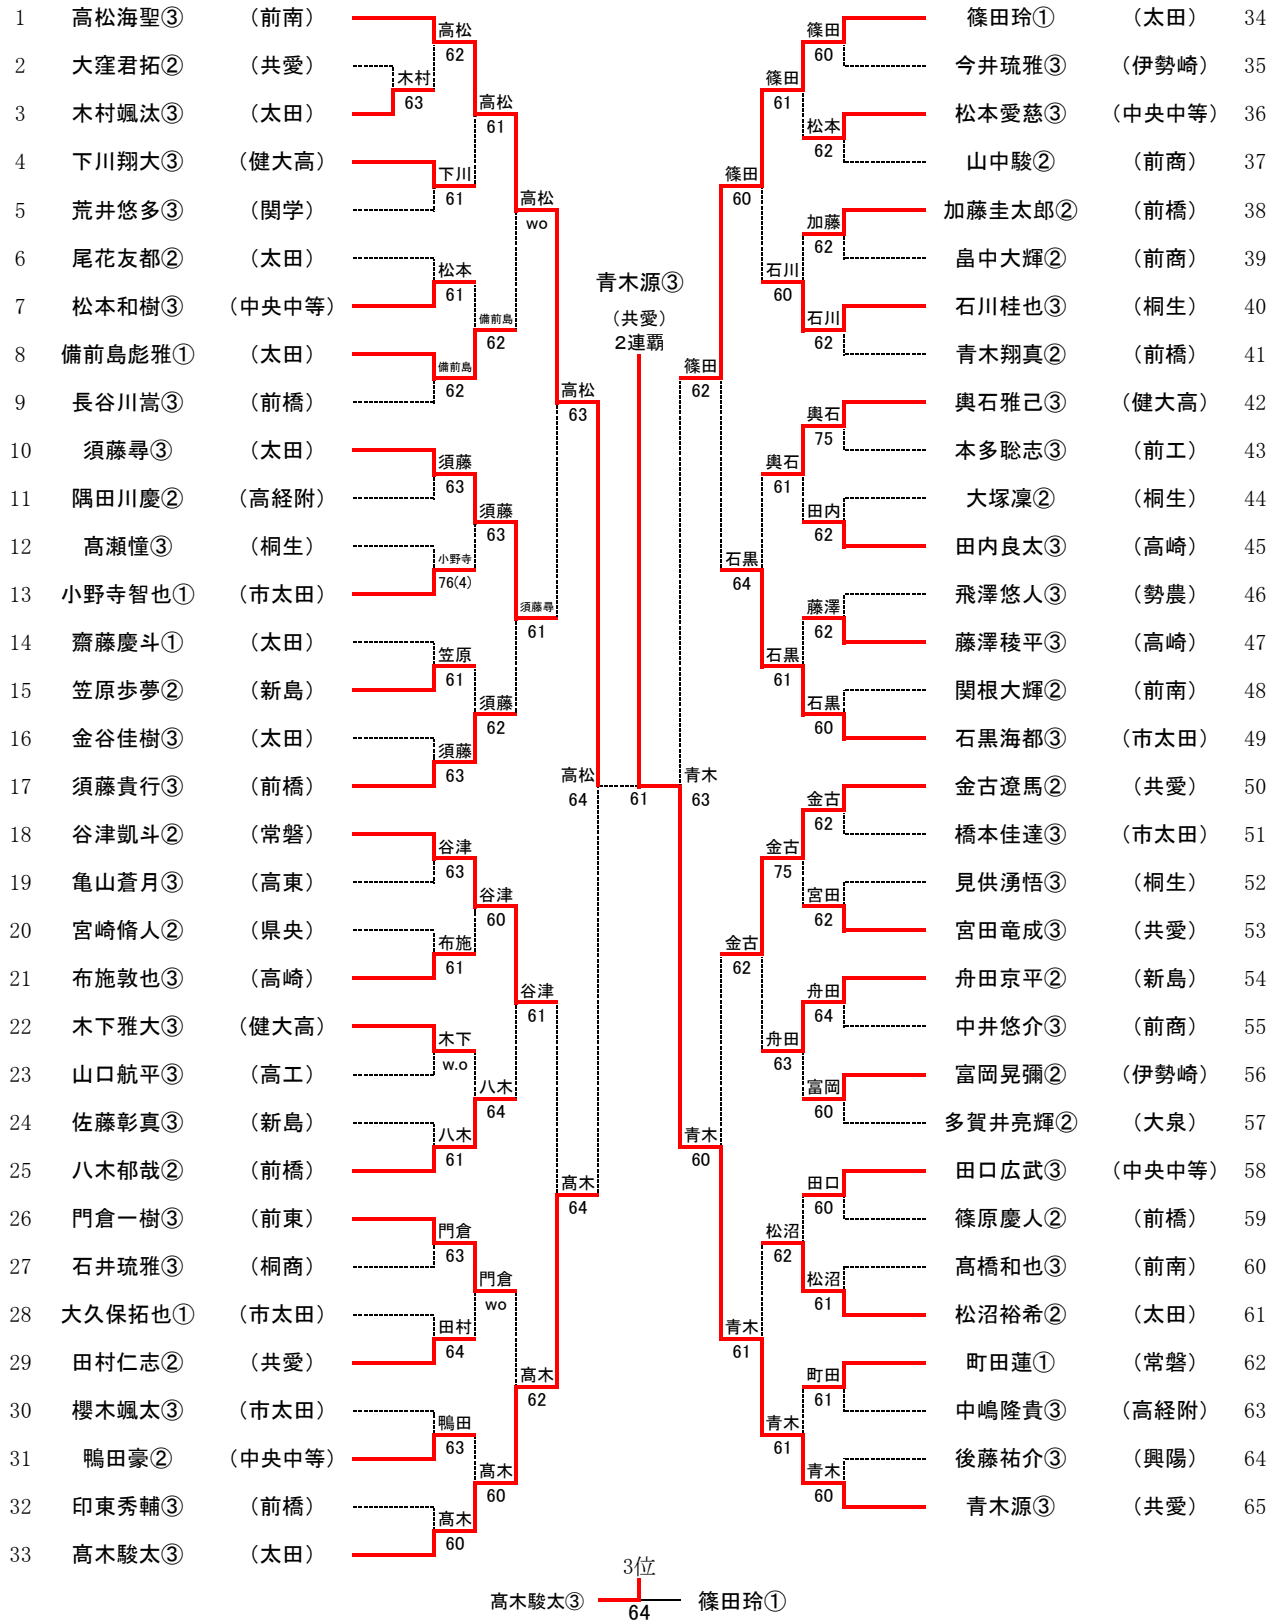 1 高松海聖③ (前南)
2 大窪君拓② (共愛)
3 木村颯汰③ (太田)
4 下川翔大③ (健大高)
5 荒井悠多③ (関学)
6 尾花友都② (太田)
7 松本和樹③ (中央中等)
8 備前島彪雅① (太田)
9 長谷川嵩③ (前橋)
10 須藤尋③ (太田)
11 隅田川慶② (高経附)
12 髙瀬憧③ (桐生)
13 小野寺智也① (市太田)
14 齋藤慶斗① (太田)
15 笠原歩夢② (新島)
16 金谷佳樹③ (太田)
17 須藤貴行③ (前橋)
18 谷津凱斗② (常磐)
19 亀山蒼月③ (高東)
20 宮崎脩人② (県央)
21 布施敦也③ (高崎)
22 木下雅大③ (健大高)
23 山口航平③ (高工)
24 佐藤彰真③ (新島)
25 八木郁哉② (前橋)
26 門倉一樹③ (前東)
27 石井琉雅③ (桐商)
28 大久保拓也① (市太田)
29 田村仁志② (共愛)
30 櫻木颯太③ (市太田)
31 鴨田豪② (中央中等)
32 印東秀輔③ (前橋)
33 髙木駿太③ (太田)
高松
62
木村
63
下川
61
松本
61
備前島
62
須藤
63
小野寺
76(4)
笠原
61
須藤
63
谷津
63
布施
61
木下
w.o
八木
61
門倉
63
田村
64
鴨田
63
髙木
60
高松
61
備前島
62
須藤
63
須藤
62
谷津
60
八木
64
門倉
wo
髙木
60
高松
wo
須藤尋
61
谷津
61
髙木
62
高松
63
髙木
64
高松
64
青木源③
(共愛)
2連覇
61
青木
63
篠田
62
青木
60
篠田
60
石黒
64
金古
62
青木
61
篠田
61
石川
60
輿石
61
石黒
61
金古
75
舟田
63
松沼
62
青木
61
篠田
60
松本
62
加藤
62
石川
62
輿石
75
田内
62
藤澤
62
石黒
60
金古
62
宮田
62
舟田
64
富岡
60
田口
60
松沼
61
町田
61
青木
60
篠田玲① (太田) 34
今井琉雅③ (伊勢崎) 35
松本愛慈③ (中央中等) 36
山中駿② (前商) 37
加藤圭太郎② (前橋) 38
畠中大輝② (前商) 39
石川桂也③ (桐生) 40
青木翔真② (前橋) 41
輿石雅己③ (健大高) 42
本多聡志③ (前工) 43
大塚凜② (桐生) 44
田内良太③ (高崎) 45
飛澤悠人③ (勢農) 46
藤澤稜平③ (高崎) 47
関根大輝② (前南) 48
石黒海都③ (市太田) 49
金古遼馬② (共愛) 50
橋本佳達③ (市太田) 51
見供湧悟③ (桐生) 52
宮田竜成③ (共愛) 53
舟田京平② (新島) 54
中井悠介③ (前商) 55
富岡晃彌② (伊勢崎) 56
多賀井亮輝② (大泉) 57
田口広武③ (中央中等) 58
篠原慶人② (前橋) 59
髙橋和也③ (前南) 60
松沼裕希② (太田) 61
町田蓮① (常磐) 62
中嶋隆貴③ (高経附) 63
後藤祐介③ (興陽) 64
青木源③ (共愛) 65
3位
髙木駿太③ 篠田玲①
64